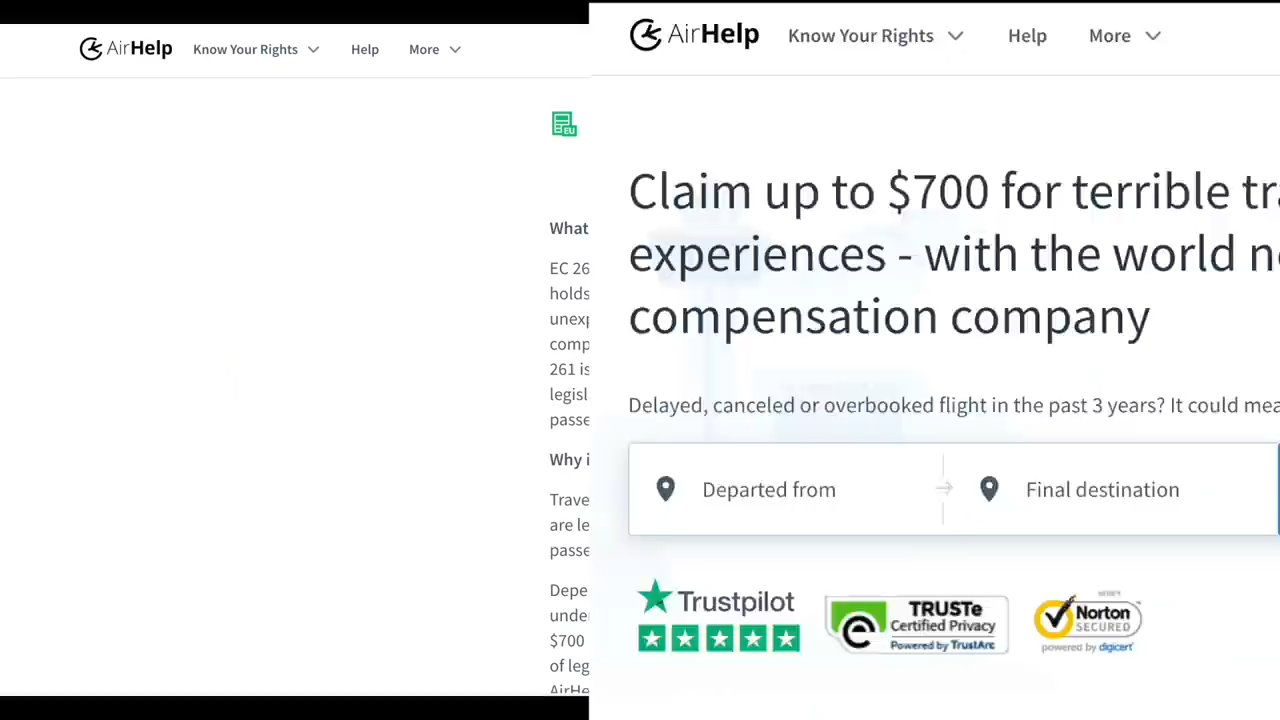 AirHelp Know Your Rights Help More
EU
What
EC 26
holds
unexp
comp
261 is
legisl
passe
Why i
Trave
are le
passe
Depe
unde
$700
of leg
AirHe
AirHelp Know Your Rights Help More
Claim up to $700 for terrible tra
experiences - with the world n
compensation company
Delayed, canceled or overbooked flight in the past 3 years? It could mea
Departed from Final destination
Trustpilot
TRUSTe
Certified Privacy
Powered by TrustArc
Norton
SECURED
powered by digicert